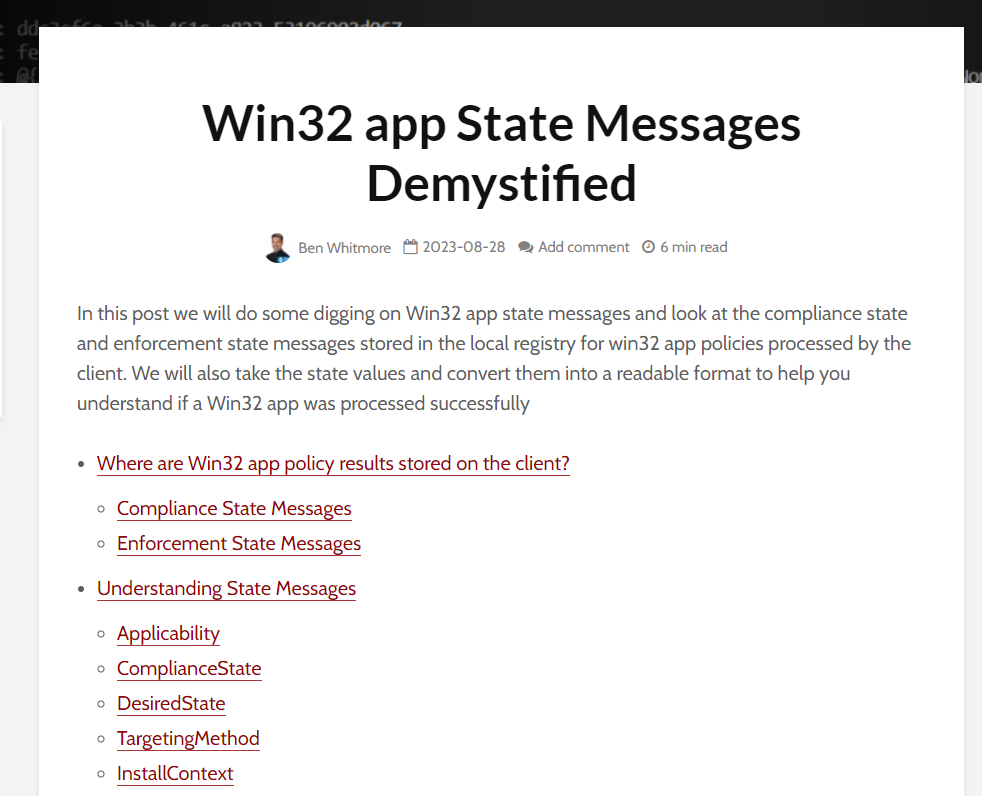 Win32 app State Messages
Demystified
Ben Whitmore 2023-08-28 Add comment 6 min read
In this post we will do some digging on Win32 app state messages and look at the compliance state
and enforcement state messages stored in the local registry for win32 app policies processed by the
client. We will also take the state values and convert them into a readable format to help you
understand if a Win32 app was processed successfully
Where are Win32 app policy results stored on the client?
Compliance State Messages
Enforcement State Messages
Understanding State Messages
Applicability
ComplianceState
DesiredState
TargetingMethod
InstallContext